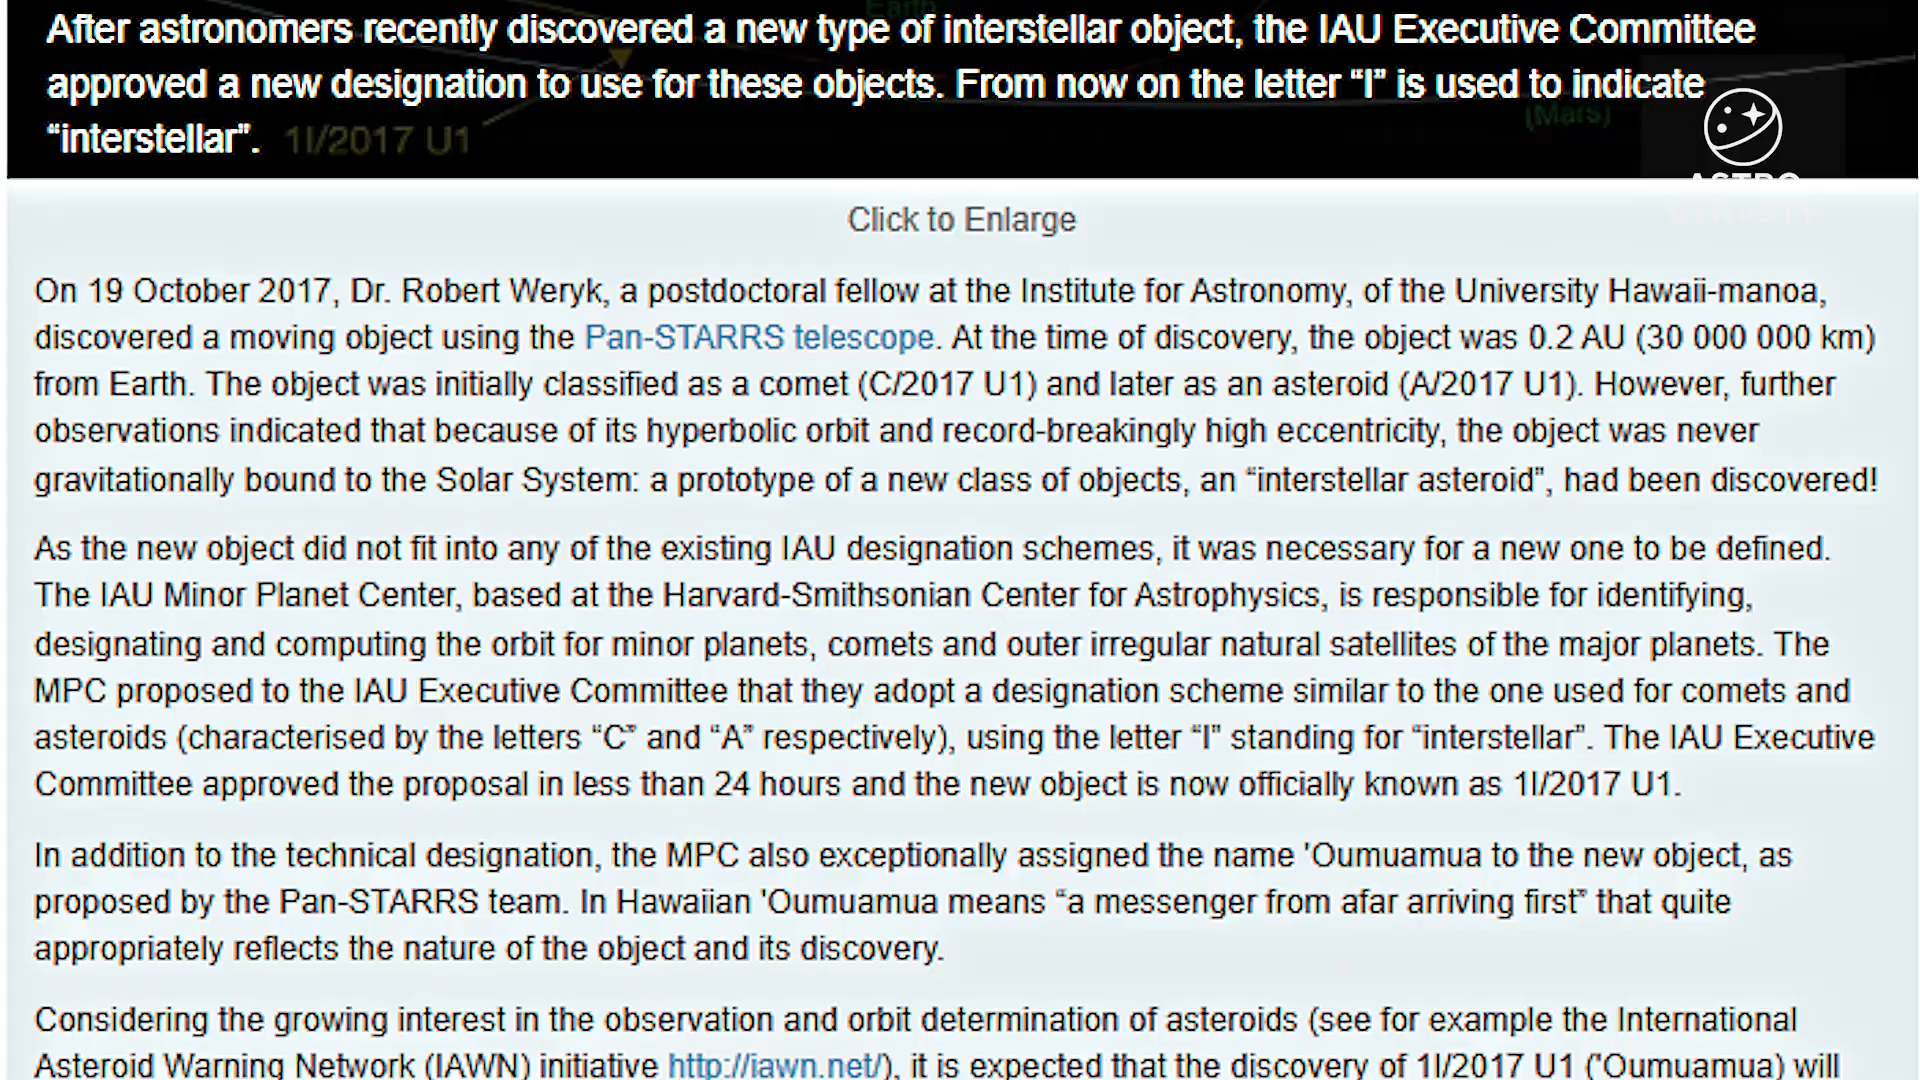 Earth
After astronomers recently discovered a new type of interstellar object, the IAU Executive Committee
approved a new designation to use for these objects. From now on the letter “I” is used to indicate
(Mars)
“interstellar”. 1I/2017 U1
ASTRO
Click to Enlarge
On 19 October 2017, Dr. Robert Weryk, a postdoctoral fellow at the Institute for Astronomy, of the University Hawaii-manoa,
discovered a moving object using the Pan-STARRS telescope. At the time of discovery, the object was 0.2 AU (30 000 000 km)
from Earth. The object was initially classified as a comet (C/2017 U1) and later as an asteroid (A/2017 U1). However, further
observations indicated that because of its hyperbolic orbit and record-breakingly high eccentricity, the object was never
gravitationally bound to the Solar System: a prototype of a new class of objects, an “interstellar asteroid”, had been discovered!
As the new object did not fit into any of the existing IAU designation schemes, it was necessary for a new one to be defined.
The IAU Minor Planet Center, based at the Harvard-Smithsonian Center for Astrophysics, is responsible for identifying,
designating and computing the orbit for minor planets, comets and outer irregular natural satellites of the major planets. The
MPC proposed to the IAU Executive Committee that they adopt a designation scheme similar to the one used for comets and
asteroids (characterised by the letters “C” and “A” respectively), using the letter “I” standing for “interstellar”. The IAU Executive
Committee approved the proposal in less than 24 hours and the new object is now officially known as 1I/2017 U1.
In addition to the technical designation, the MPC also exceptionally assigned the name 'Oumuamua to the new object, as
proposed by the Pan-STARRS team. In Hawaiian 'Oumuamua means “a messenger from afar arriving first” that quite
appropriately reflects the nature of the object and its discovery.
Considering the growing interest in the observation and orbit determination of asteroids (see for example the International
Asteroid Warning Network (IAWN) initiative http://iawn.net/), it is expected that the discovery of 1I/2017 U1 ('Oumuamua) will